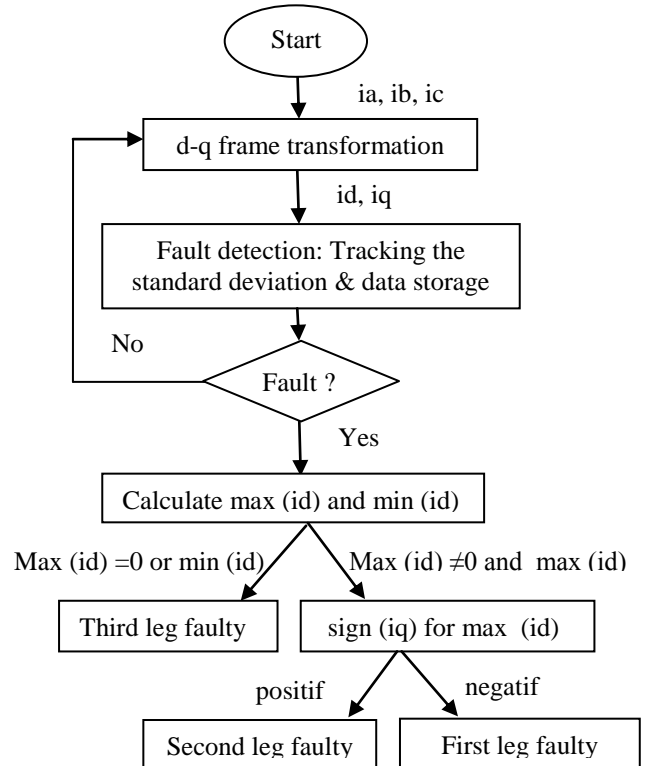 Start
ia, ib, ic
d-q frame transformation
id, iq
Fault detection: Tracking the
standard deviation & data storage
No
Fault ?
Yes
Calculate max (id) and min (id)
Max (id) =0 or min (id)
Max (id) ≠0 and max (id)
Third leg faulty
sign (iq) for max (id)
positif
negatif
Second leg faulty
First leg faulty